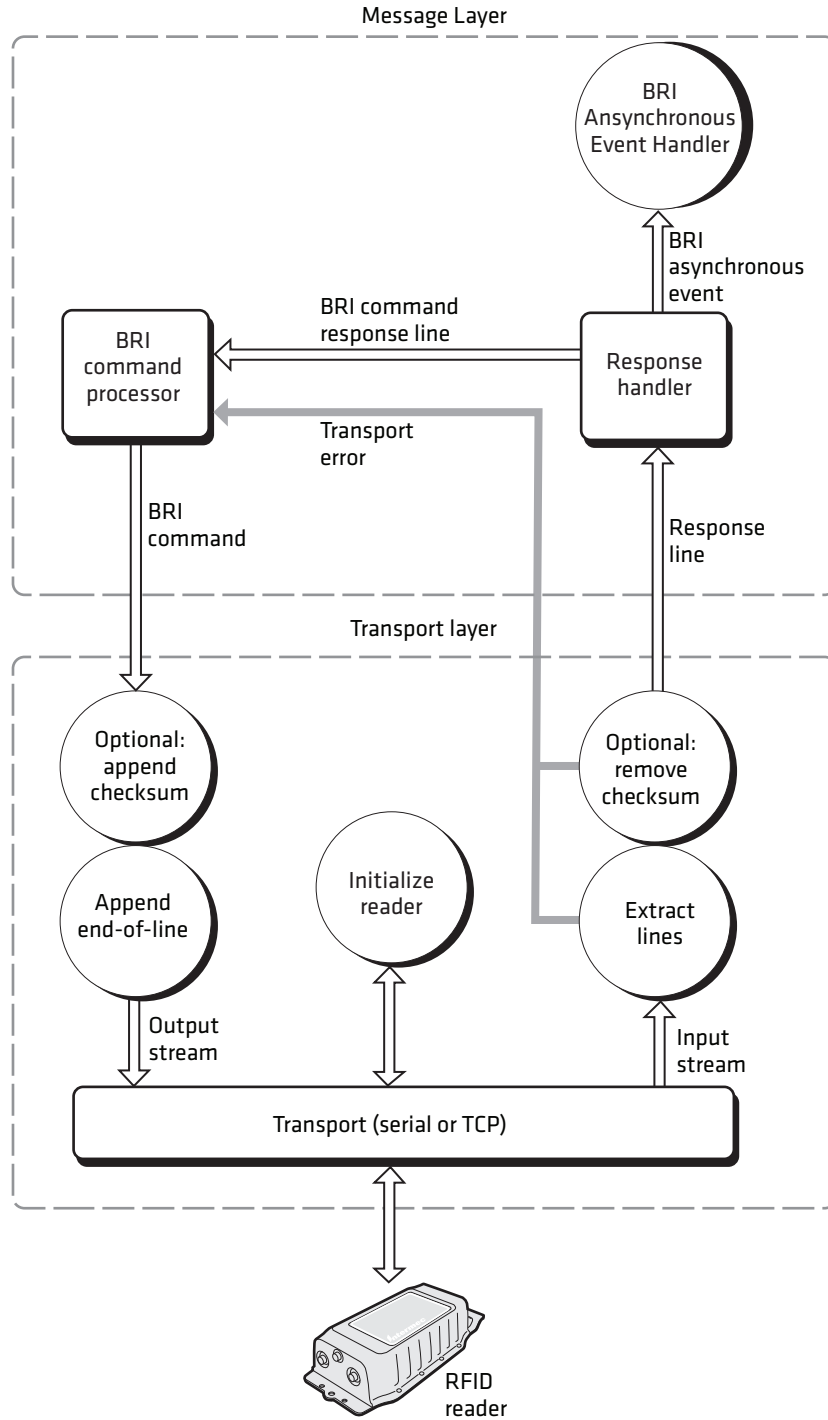 Message Layer
BRI
Ansynchronous
Event Handler
BRI
asynchronous
event
BRI command
response line
BRI
command
processor
Response
handler
Transport
error
BRI
command
Response
line
Transport layer
Optional:
append
checksum
Optional:
remove
checksum
Initialize
reader
Append
end-of-line
Extract
lines
Output
stream
Input
stream
Transport (serial or TCP)
Intermec
RFID
reader